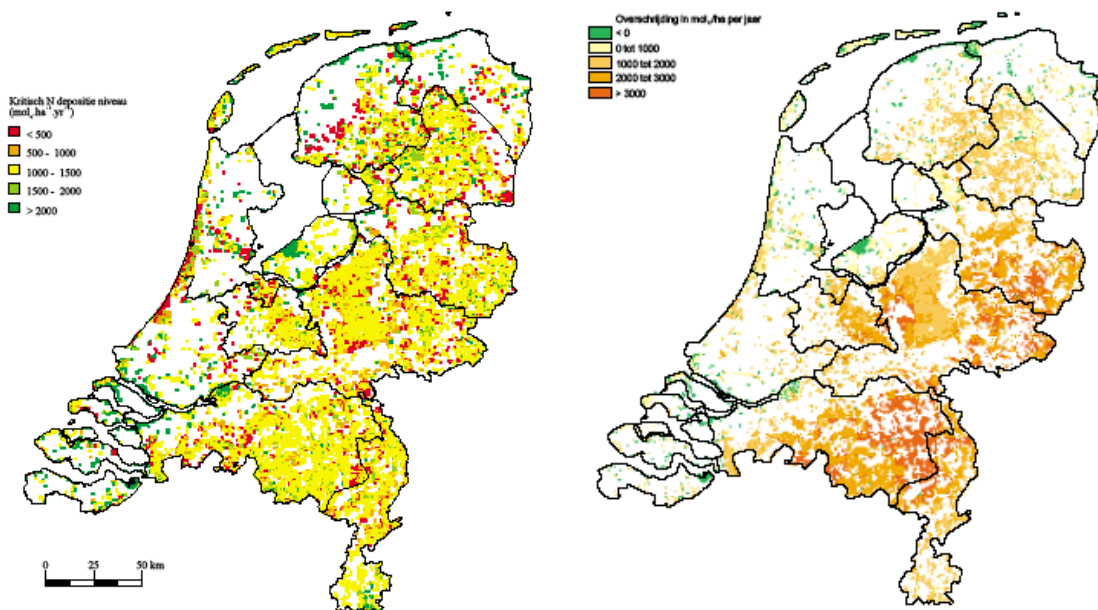 Kritisch N depositie niveau
(molc.ha⁻¹.yr⁻¹)
< 500
500 - 1000
1000 - 1500
1500 - 2000
> 2000
0 25 50 km
Overschrijding in molc/ha per jaar
< 0
0 tot 1000
1000 tot 2000
2000 tot 3000
> 3000